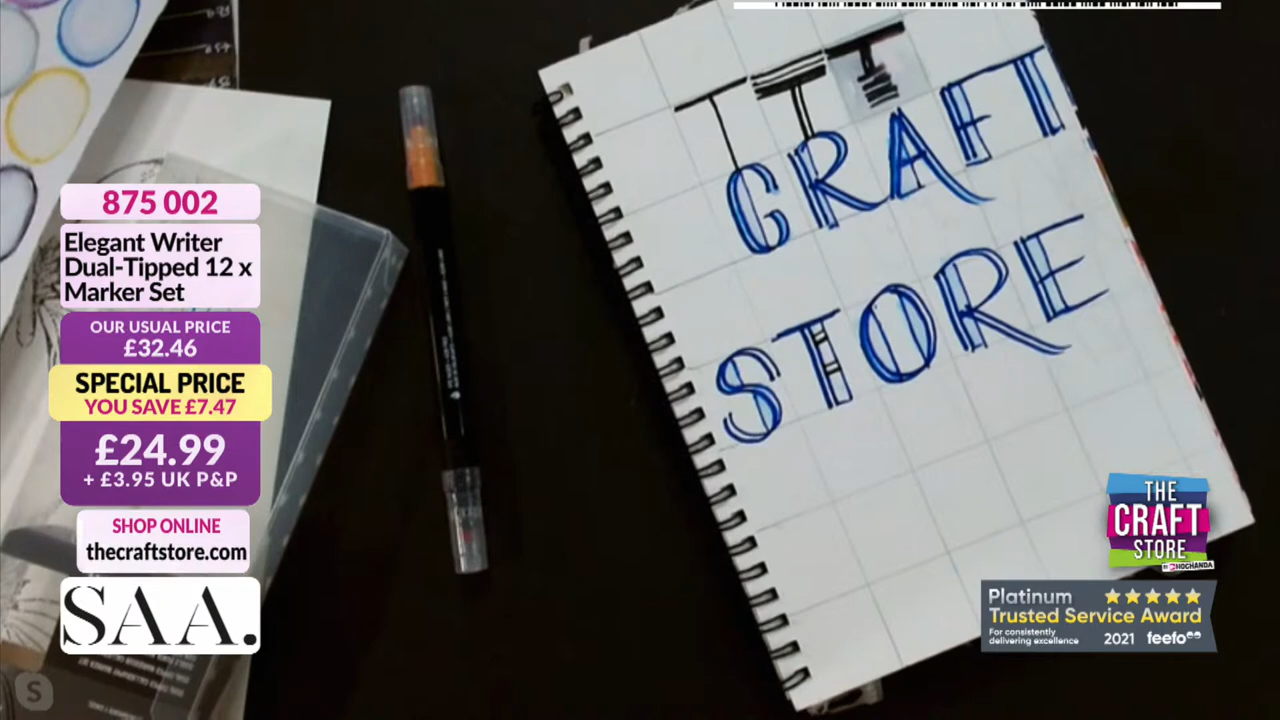 875 002
Elegant Writer
Dual-Tipped 12 x
Marker Set
OUR USUAL PRICE
£32.46
SPECIAL PRICE
YOU SAVE £7.47
£24.99
+ £3.95 UK P&P
SHOP ONLINE
thecraftstore.com
SAA.
T T T
CRAFT
STORE
THE
CRAFT
STORE
BY HOCHANDA
Platinum
Trusted Service Award
For consistently
delivering excellence
2021 feefo
S